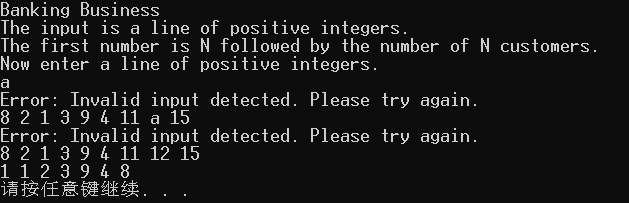 Banking Business
The input is a line of positive integers.
The first number is N followed by the number of N customers.
Now enter a line of positive integers.
a
Error: Invalid input detected. Please try again.
8 2 1 3 9 4 11 a 15
Error: Invalid input detected. Please try again.
8 2 1 3 9 4 11 12 15
1 1 2 3 9 4 8
请按任意键继续. . .